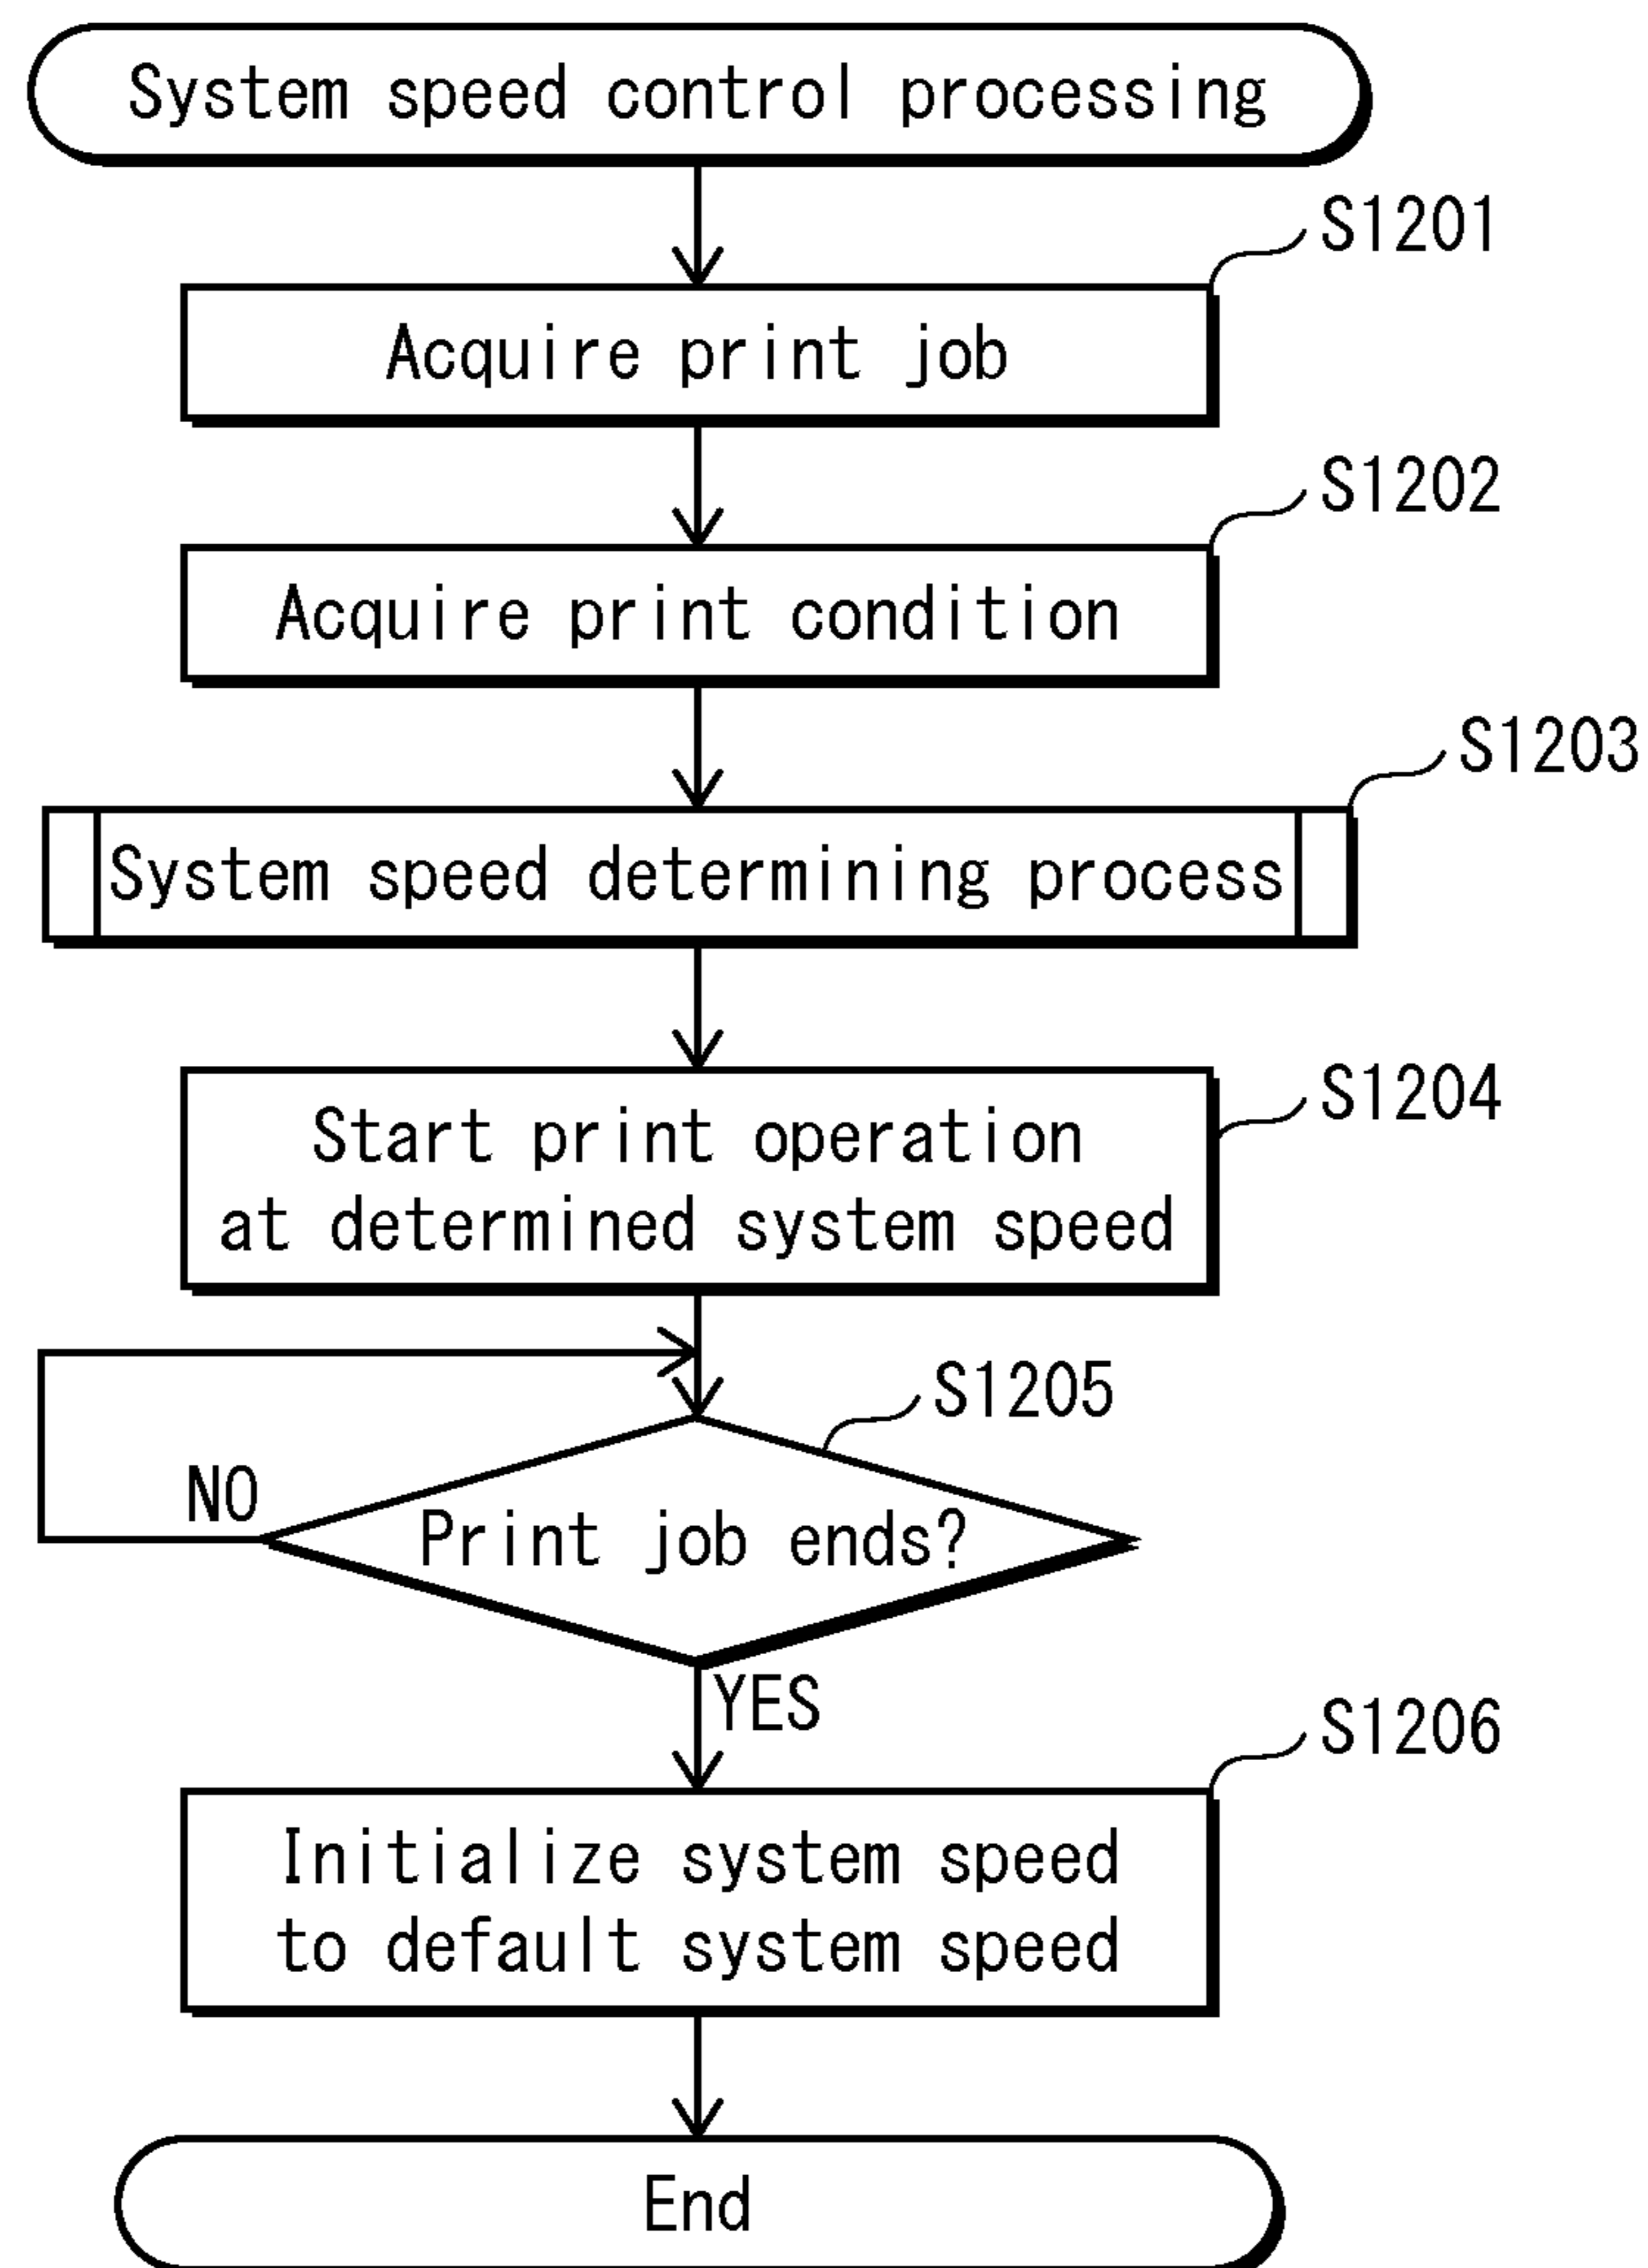 System speed control processing
S1201
Acquire print job
S1202
Acquire print condition
S1203
System speed determining process
S1204
Start print operation
at determined system speed
S1205
NO
Print job ends?
YES
S1206
Initialize system speed
to default system speed
End